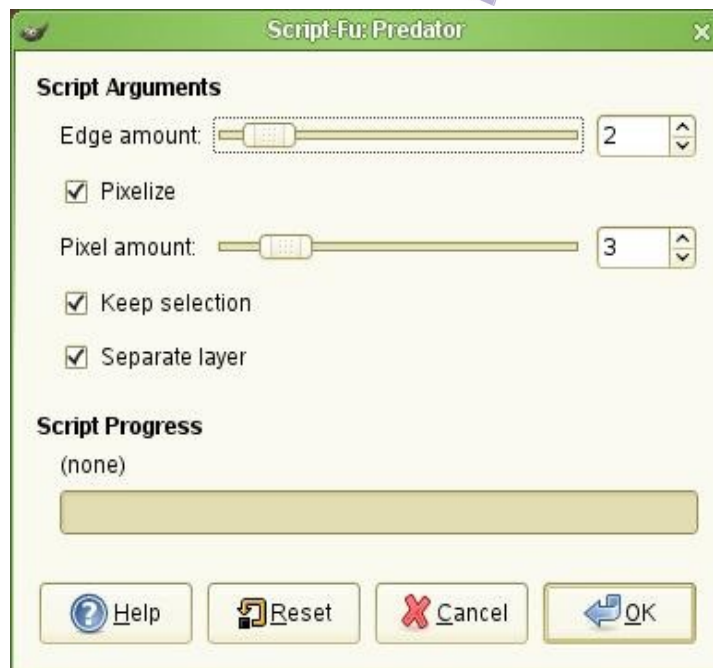 Script-Fu: Predator
Script Arguments
Edge amount: 2
Pixelize
Pixel amount: 3
Keep selection
Separate layer
Script Progress
(none)
Help Reset Cancel OK